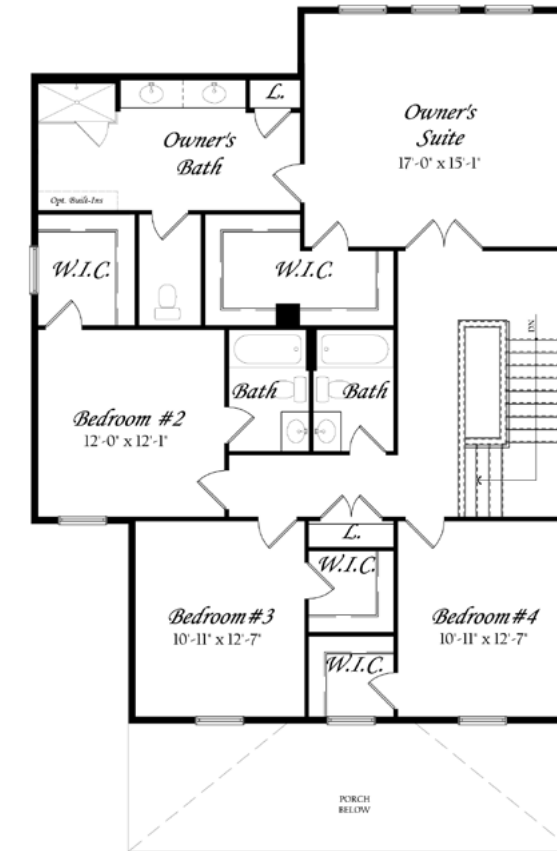 L.
Owner's
Suite
17'-0" x 15'-1"
Owner's
Bath
Opt. Built-Ins
W.I.C.
W.I.C.
DN
Bath
Bath
Bedroom #2
12'-0" x 12'-1"
L.
W.I.C.
Bedroom #3
10'-11" x 12'-7"
Bedroom #4
10'-11" x 12'-7"
W.I.C.
PORCH
BELOW